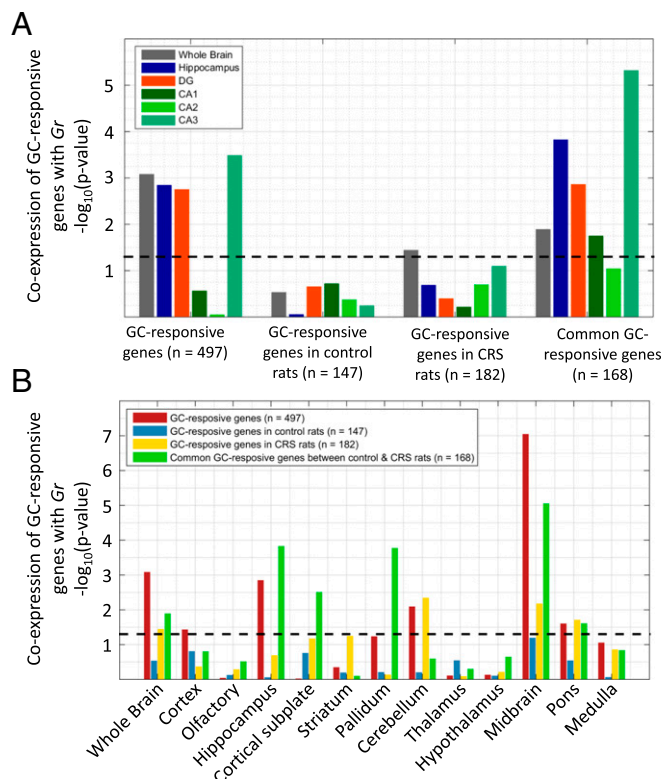 A
Co-expression of GC-responsive
genes with Gr
-log10(p-value)
5
4
3
2
1
Whole Brain
Hippocampus
DG
CA1
CA2
CA3
GC-responsive
genes (n = 497)
GC-responsive
genes in control
rats (n = 147)
GC-responsive
genes in CRS
rats (n = 182)
Common GC-
responsive genes
(n = 168)
B
Co-expression of GC-responsive
genes with Gr
-log10(p-value)
7
6
5
4
3
2
1
GC-resposive genes (n = 497)
GC-resposive genes in control rats (n = 147)
GC-resposive genes in CRS rats (n = 182)
Common GC-resposive genes between control & CRS rats (n = 168)
Whole Brain
Cortex
Olfactory
Hippocampus
Cortical subplate
Striatum
Pallidum
Cerebellum
Thalamus
Hypothalamus
Midbrain
Pons
Medulla